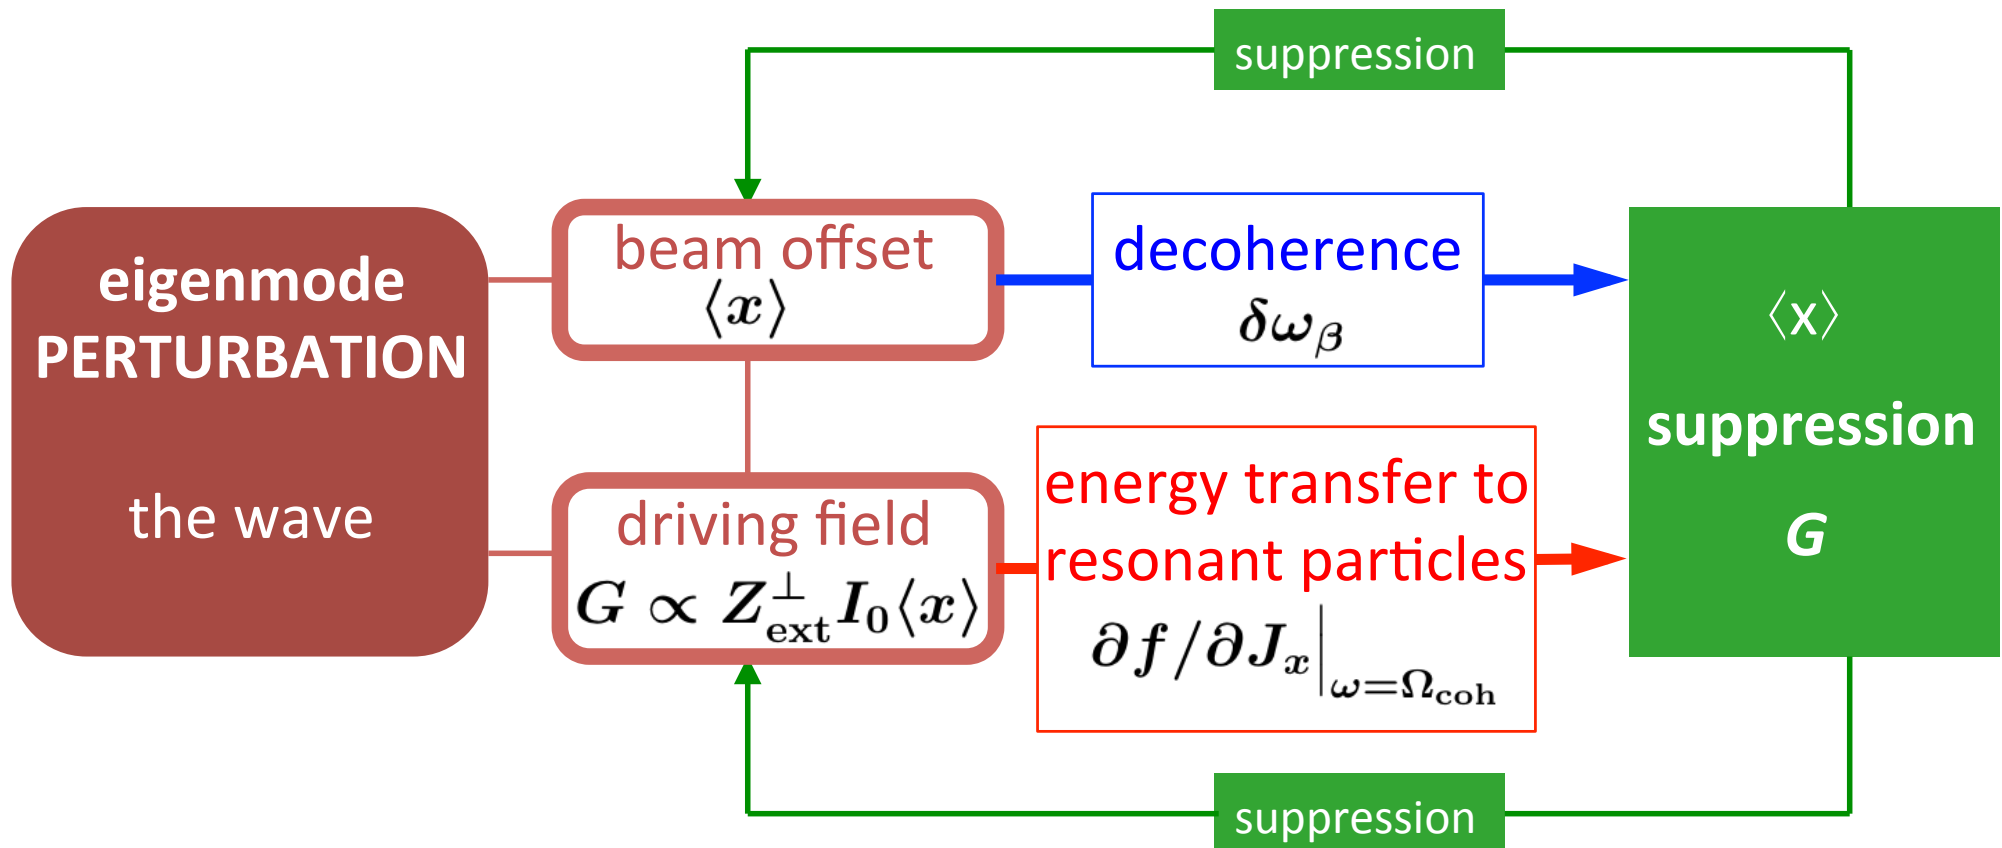 suppression
eigenmode
PERTURBATION
the wave
beam offset
⟨x⟩
decoherence
δω_β
driving field
G ∝ Z^⊥_ext I_0⟨x⟩
energy transfer to
resonant particles
∂f/∂J_x|_ω=Ω_coh
⟨x⟩
suppression
G
suppression